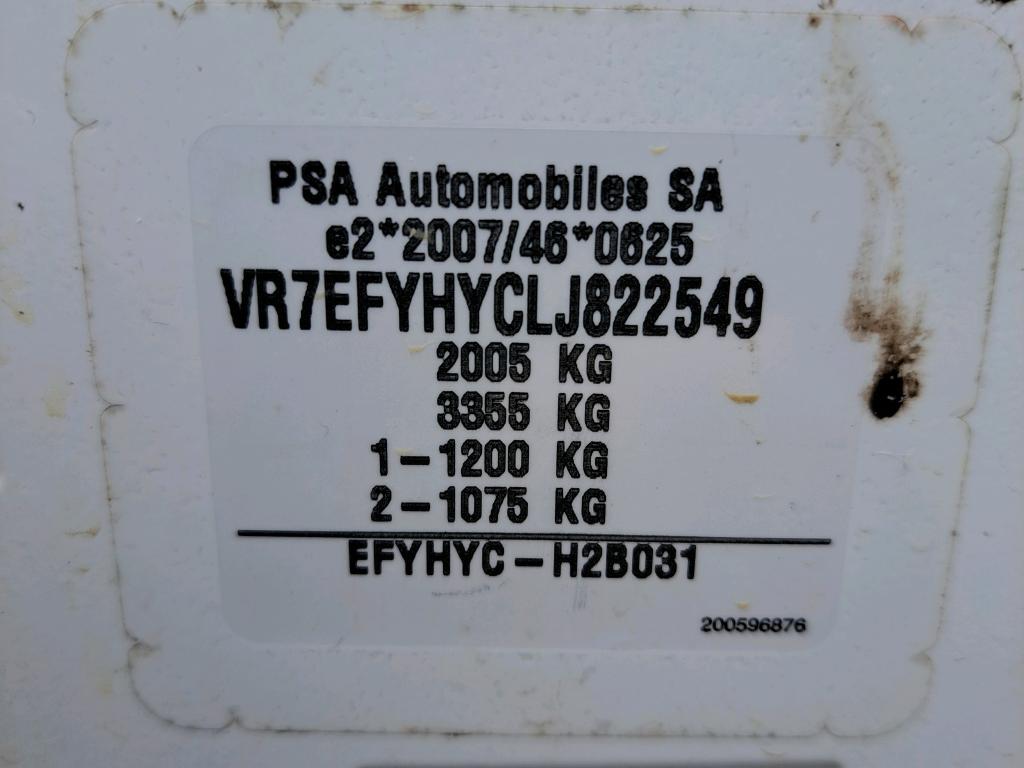 PSA Automobiles SA
e2*2007/46*0625
VR7EFYHYCLJ822549
2005 KG
3355 KG
1-1200 KG
2-1075 KG
EFYHYC-H2B031
200596876